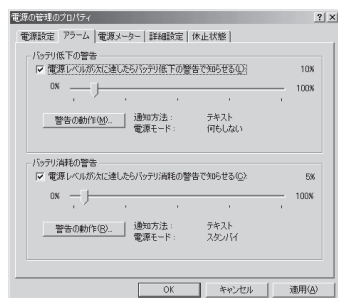 電源の管理のプロパティ
電源設定 アラーム 電源メーター 詳細設定 休止状態
バッテリ低下の警告
電源レベルが次に達したらバッテリ低下の警告で知らせる(L): 10%
0% 100%
警告の動作(M)... 通知方法: テキスト
電源モード: 何もしない
バッテリ消耗の警告
電源レベルが次に達したらバッテリ消耗の警告で知らせる(C): 5%
0% 100%
警告の動作(R)... 通知方法: テキスト
電源モード: スタンバイ
OK キャンセル 適用(A)